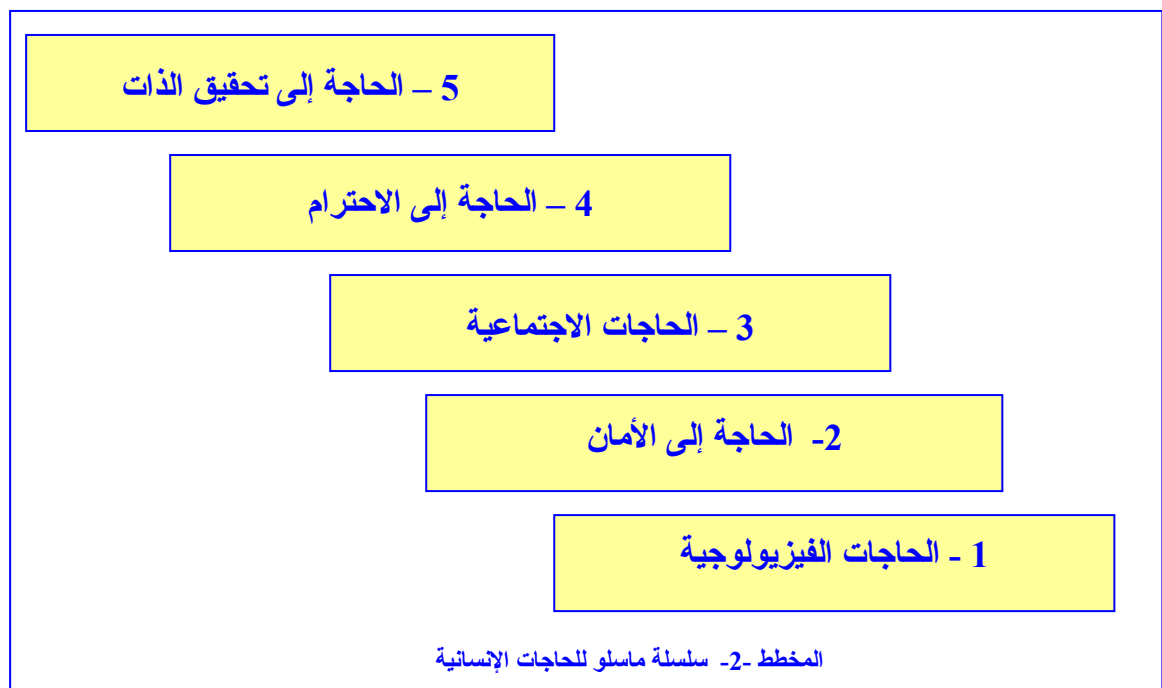 5 – الحاجة إلى تحقيق الذات
4 – الحاجة إلى الاحترام
3 – الحاجات الاجتماعية
2- الحاجة إلى الأمان
1 - الحاجات الفيزيولوجية
المخطط -2- سلسلة ماسلو للحاجات الإنسانية